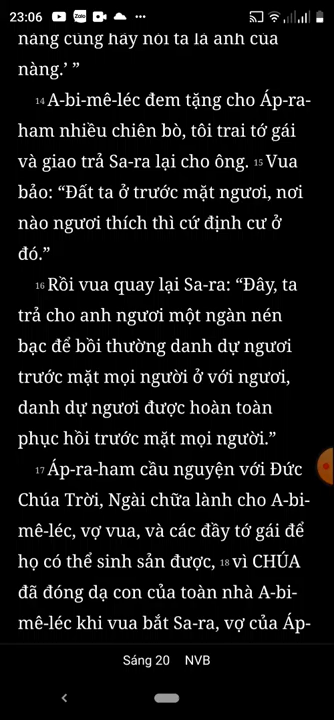 23:06
Zalo
nàng cũng hãy nói ta là anh của
nàng.’ ”
14 A-bi-mê-léc đem tặng cho Áp-ra-
ham nhiều chiên bò, tôi trai tớ gái
và giao trả Sa-ra lại cho ông. 15 Vua
bảo: “Đất ta ở trước mặt ngươi, nơi
nào ngươi thích thì cứ định cư ở
đó.”
16 Rồi vua quay lại Sa-ra: “Đây, ta
trả cho anh ngươi một ngàn nén
bạc để bồi thường danh dự ngươi
trước mặt mọi người ở với ngươi,
danh dự ngươi được hoàn toàn
phục hồi trước mặt mọi người.”
17 Áp-ra-ham cầu nguyện với Đức
Chúa Trời, Ngài chữa lành cho A-bi-
mê-léc, vợ vua, và các đầy tớ gái để
họ có thể sinh sản được, 18 vì CHÚA
đã đóng dạ con của toàn nhà A-bi-
mê-léc khi vua bắt Sa-ra, vợ của Áp-
Sáng 20 NVB